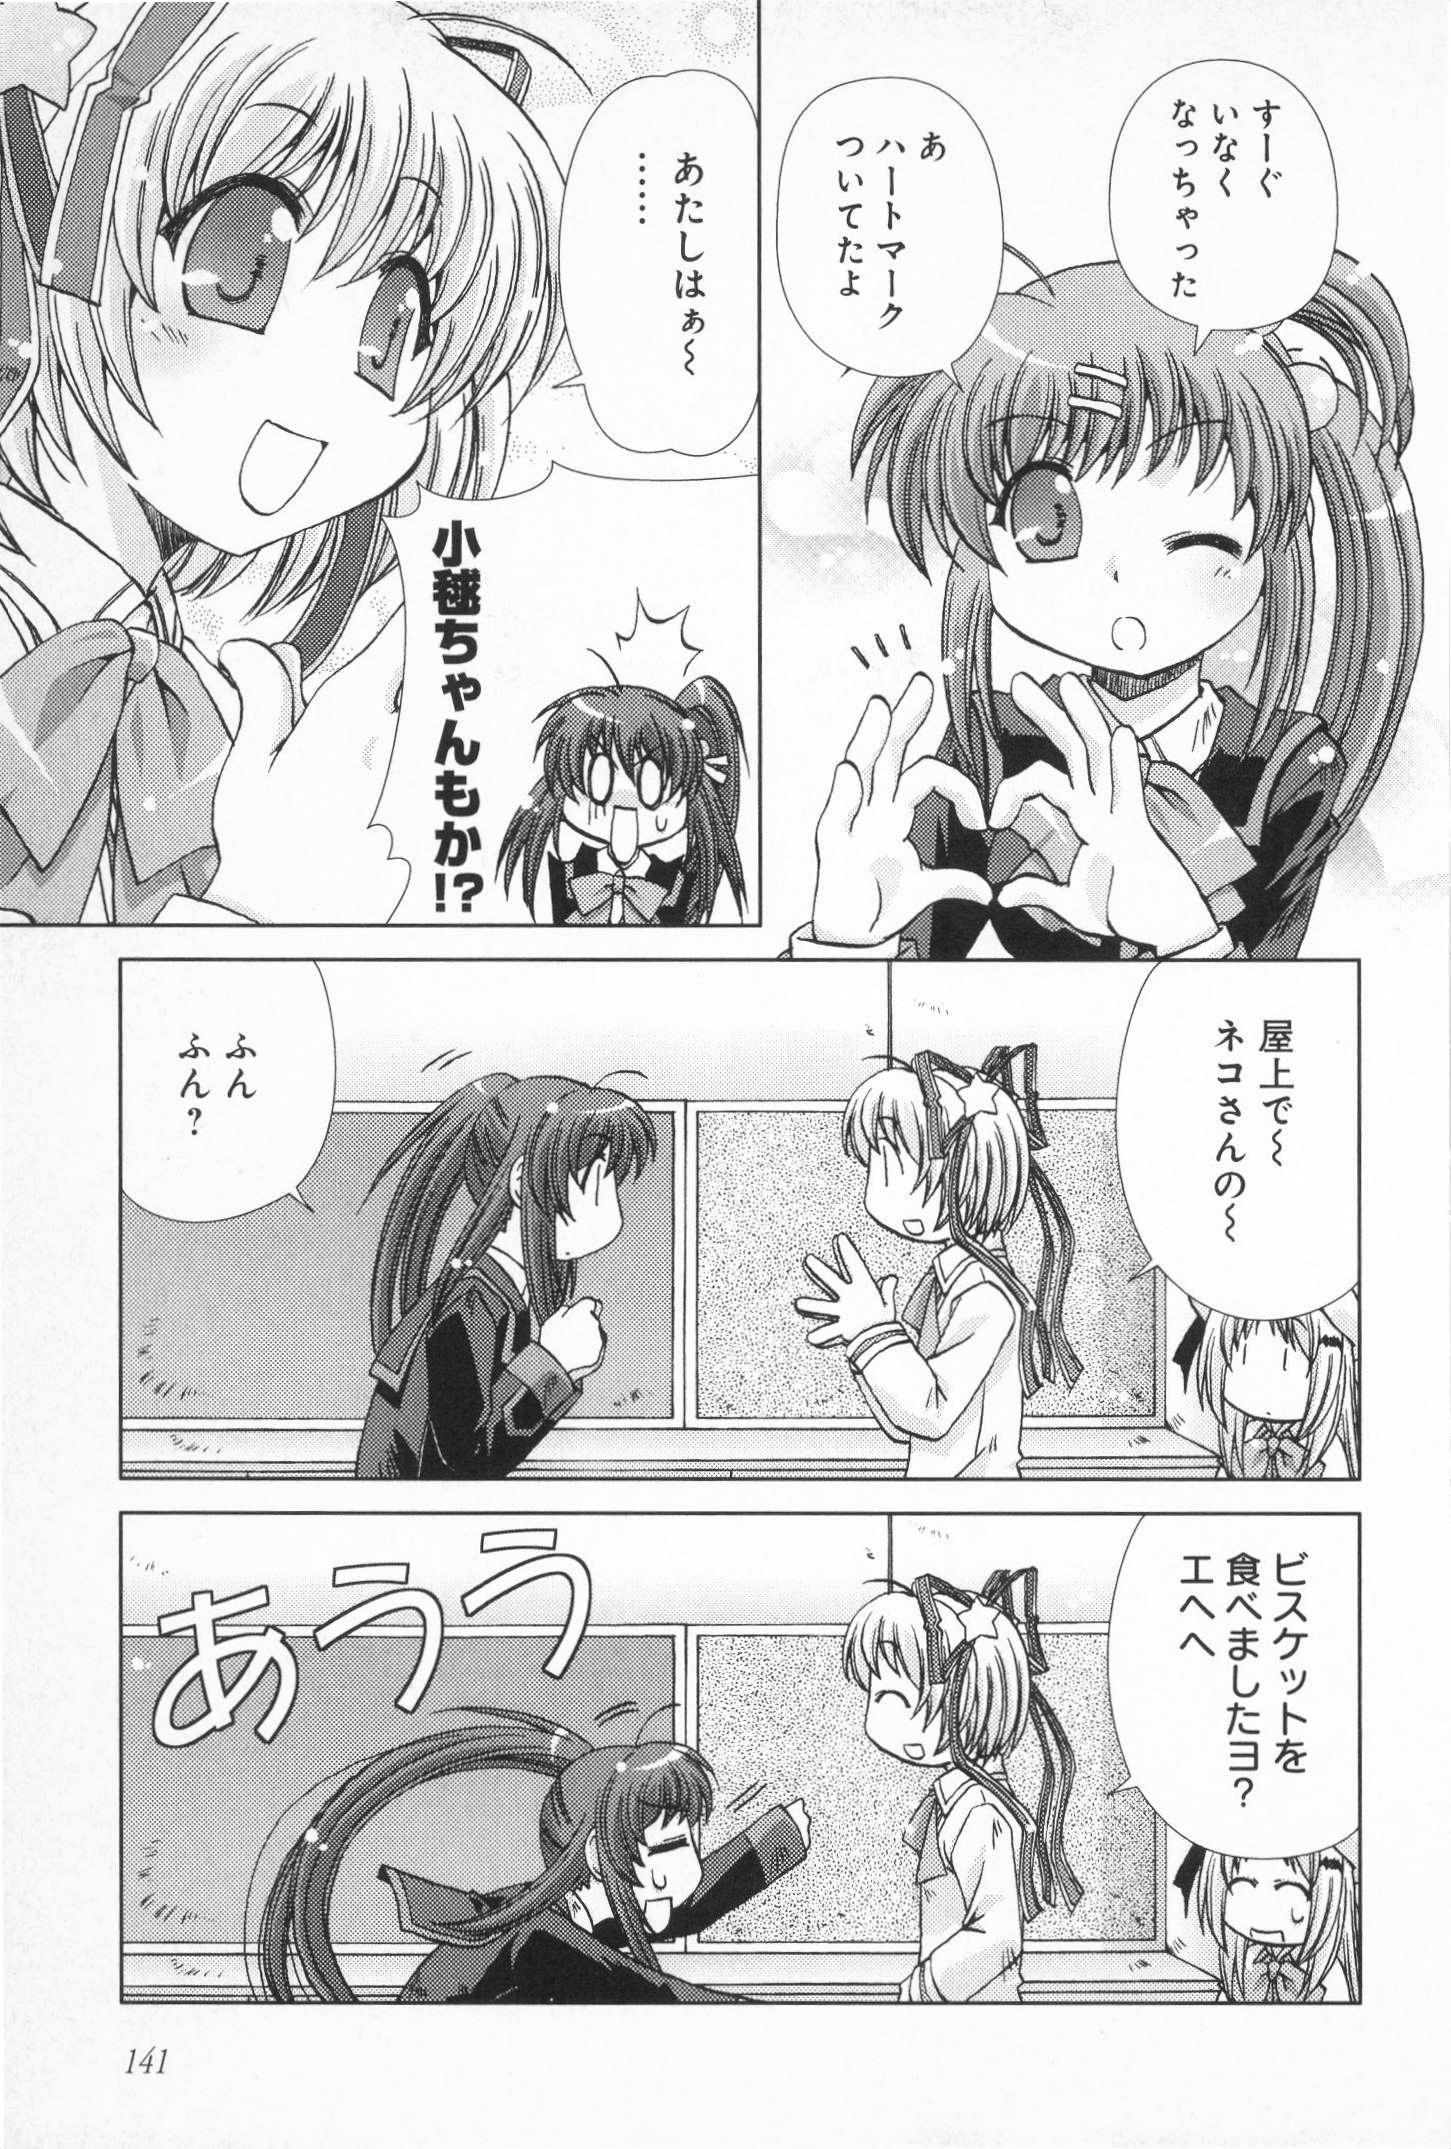 すーぐ
いなく
なっちゃった
あ
ハートマーク
ついてたよ
あたしはぁ〜
……
小毬ちゃんもか!?
屋上で〜
ネコさんの〜
ふん
ふん?
ビスケットを
食べましたヨ?
エヘヘ
あうう
141